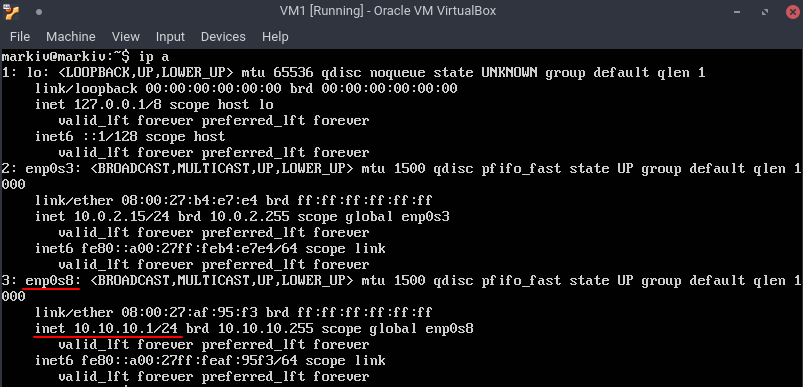 VM1 [Running] - Oracle VM VirtualBox
File Machine View Input Devices Help
markiv@markiv:~$ ip a
1: lo: <LOOPBACK,UP,LOWER_UP> mtu 65536 qdisc noqueue state UNKNOWN group default qlen 1
    link/loopback 00:00:00:00:00:00 brd 00:00:00:00:00:00
    inet 127.0.0.1/8 scope host lo
       valid_lft forever preferred_lft forever
    inet6 ::1/128 scope host
       valid_lft forever preferred_lft forever
2: enp0s3: <BROADCAST,MULTICAST,UP,LOWER_UP> mtu 1500 qdisc pfifo_fast state UP group default qlen 1
000
    link/ether 08:00:27:b4:e7:e4 brd ff:ff:ff:ff:ff:ff
    inet 10.0.2.15/24 brd 10.0.2.255 scope global enp0s3
       valid_lft forever preferred_lft forever
    inet6 fe80::a00:27ff:feb4:e7e4/64 scope link
       valid_lft forever preferred_lft forever
3: enp0s8: <BROADCAST,MULTICAST,UP,LOWER_UP> mtu 1500 qdisc pfifo_fast state UP group default qlen 1
000
    link/ether 08:00:27:af:95:f3 brd ff:ff:ff:ff:ff:ff
    inet 10.10.10.1/24 brd 10.10.10.255 scope global enp0s8
       valid_lft forever preferred_lft forever
    inet6 fe80::a00:27ff:feaf:95f3/64 scope link
       valid_lft forever preferred_lft forever